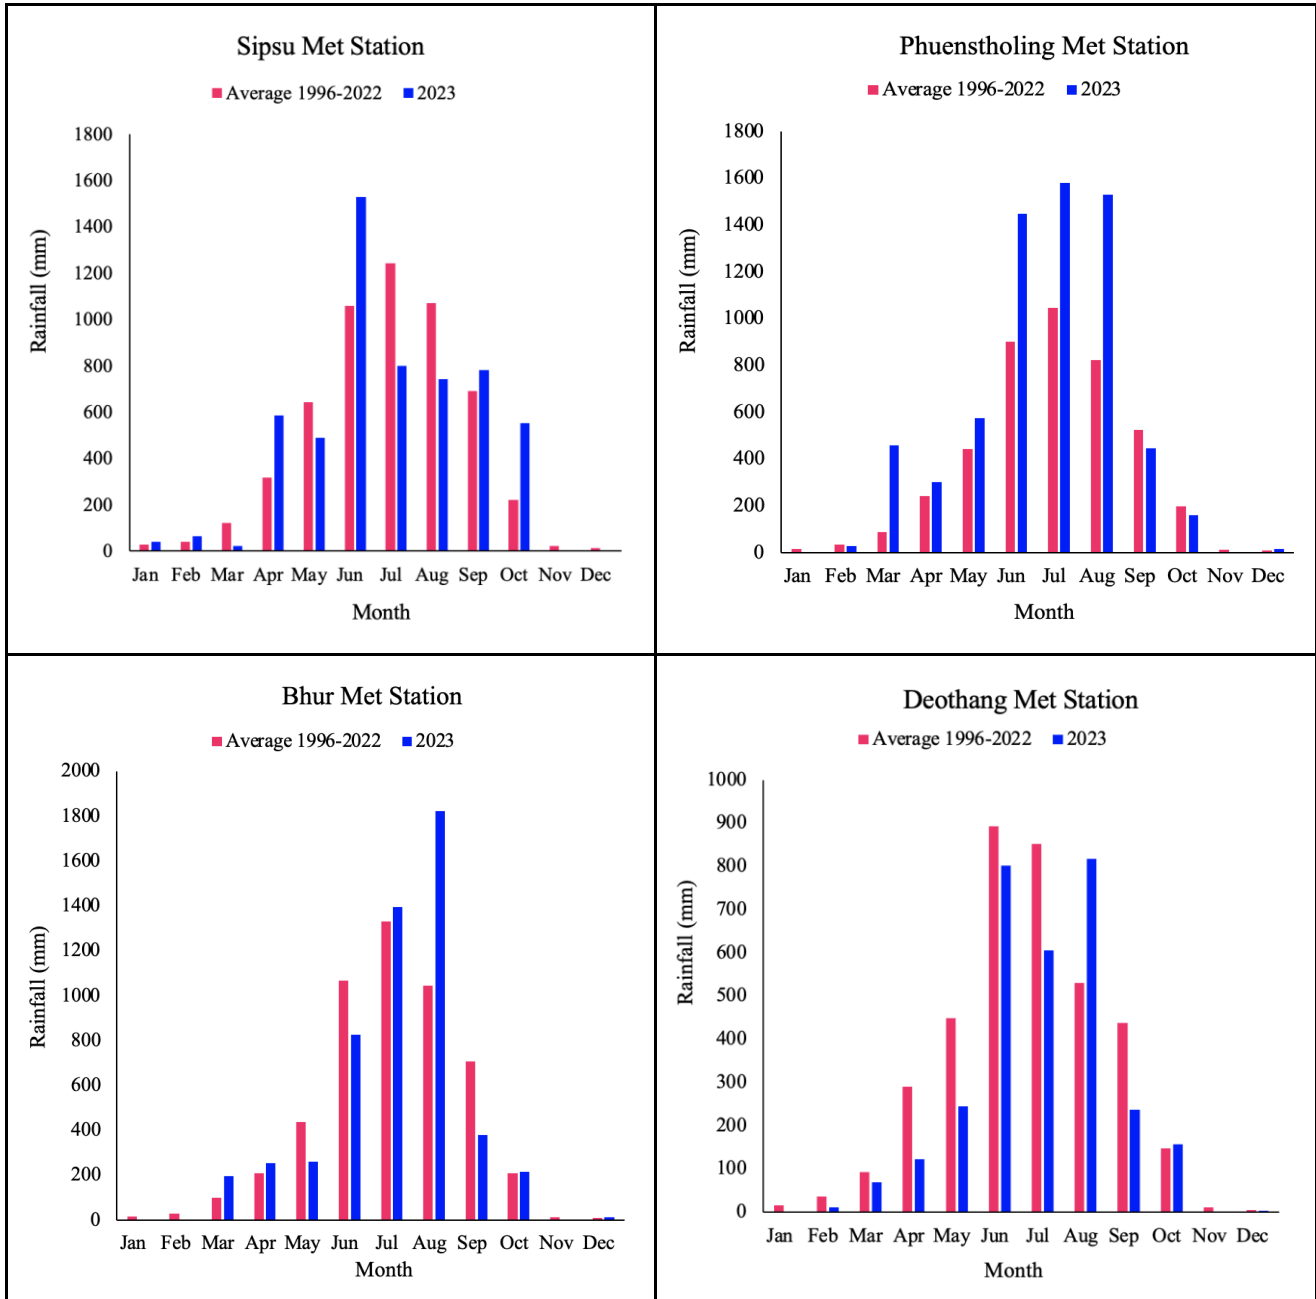 Sipsu Met Station
Average 1996-2022 2023
1800
1600
1400
1200
1000
800
600
400
200
0
Rainfall (mm)
Jan Feb Mar Apr May Jun Jul Aug Sep Oct Nov Dec
Month
Phuenstholing Met Station
Average 1996-2022 2023
1800
1600
1400
1200
1000
800
600
400
200
0
Rainfall (mm)
Jan Feb Mar Apr May Jun Jul Aug Sep Oct Nov Dec
Month
Bhur Met Station
Average 1996-2022 2023
2000
1800
1600
1400
1200
1000
800
600
400
200
0
Rainfall (mm)
Jan Feb Mar Apr May Jun Jul Aug Sep Oct Nov Dec
Month
Deothang Met Station
Average 1996-2022 2023
1000
900
800
700
600
500
400
300
200
100
0
Rainfall (mm)
Jan Feb Mar Apr May Jun Jul Aug Sep Oct Nov Dec
Month